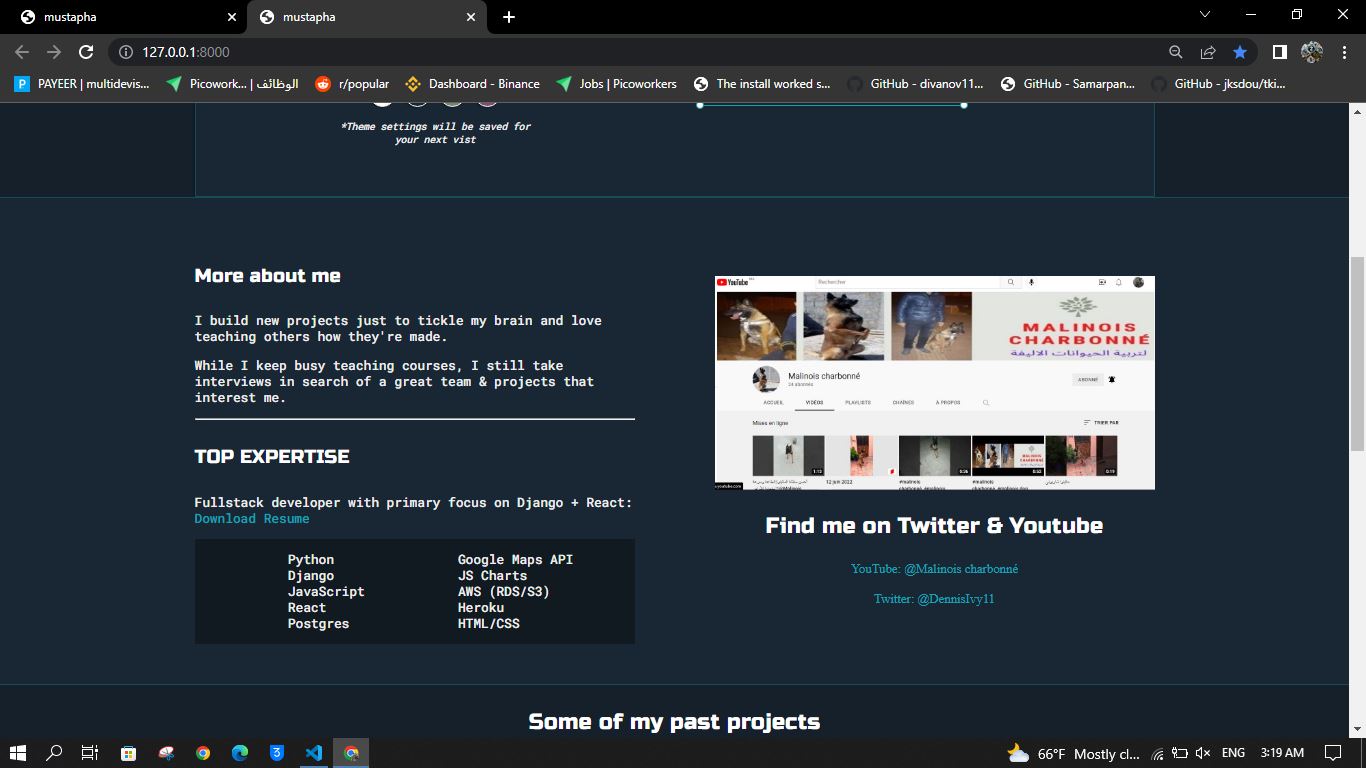 mustapha
mustapha
127.0.0.1:8000
PAYEER | multidevis...
Picowork... | الوظائف
r/popular
Dashboard - Binance
Jobs | Picoworkers
The install worked s...
GitHub - divanov11...
GitHub - Samarpan...
GitHub - jksdou/tki...
*Theme settings will be saved for
your next vist
More about me
I build new projects just to tickle my brain and love
teaching others how they're made.
While I keep busy teaching courses, I still take
interviews in search of a great team & projects that
interest me.
TOP EXPERTISE
Fullstack developer with primary focus on Django + React:
Download Resume
Python
Django
JavaScript
React
Postgres
Google Maps API
JS Charts
AWS (RDS/S3)
Heroku
HTML/CSS
YouTube
Rechercher
MALINOIS
CHARBONNÉ
لتربية الحيوانات الاليفة
Malinois charbonné
24 abonnés
ABONNÉ
ACCUEIL
VIDÉOS
PLAYLISTS
CHAÎNES
À PROPOS
Mises en ligne
TRIER PAR
1:13
0:36
0:53
0:19
12 juin 2022
#malinois
#malinois
Find me on Twitter & Youtube
YouTube: @Malinois charbonné
Twitter: @DennisIvy11
Some of my past projects
66°F Mostly cl...
ENG
3:19 AM